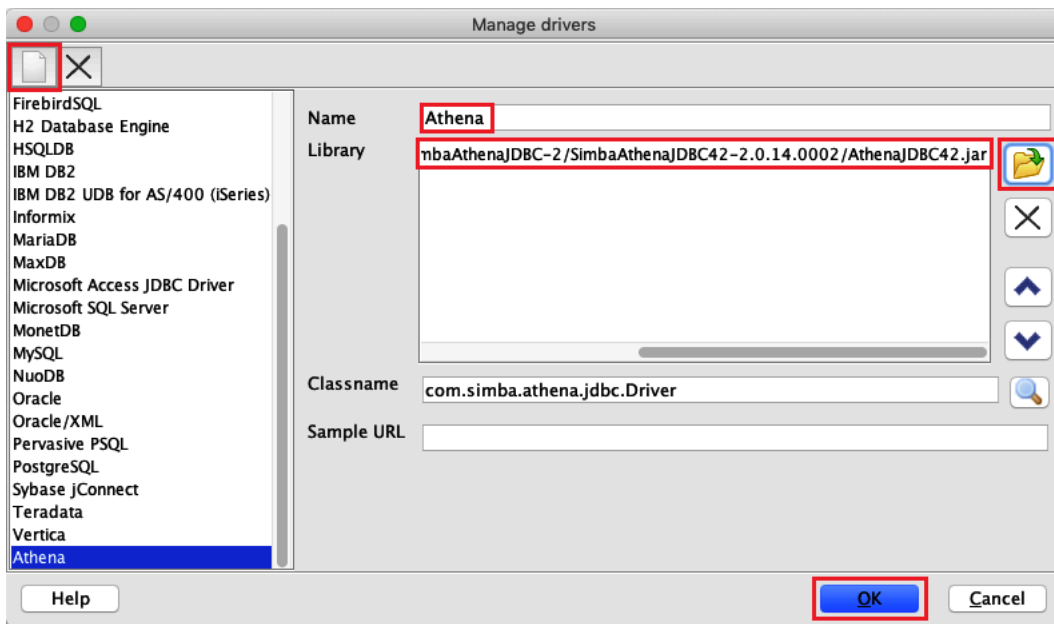 Manage drivers
FirebirdSQL
H2 Database Engine
HSQLDB
IBM DB2
IBM DB2 UDB for AS/400 (iSeries)
Informix
MariaDB
MaxDB
Microsoft Access JDBC Driver
Microsoft SQL Server
MonetDB
MySQL
NuoDB
Oracle
Oracle/XML
Pervasive PSQL
PostgreSQL
Sybase jConnect
Teradata
Vertica
Athena
Name Athena
Library mbaAthenaJDBC-2/SimbaAthenaJDBC42-2.0.14.0002/AthenaJDBC42.jar
Classname com.simba.athena.jdbc.Driver
Sample URL
Help OK Cancel